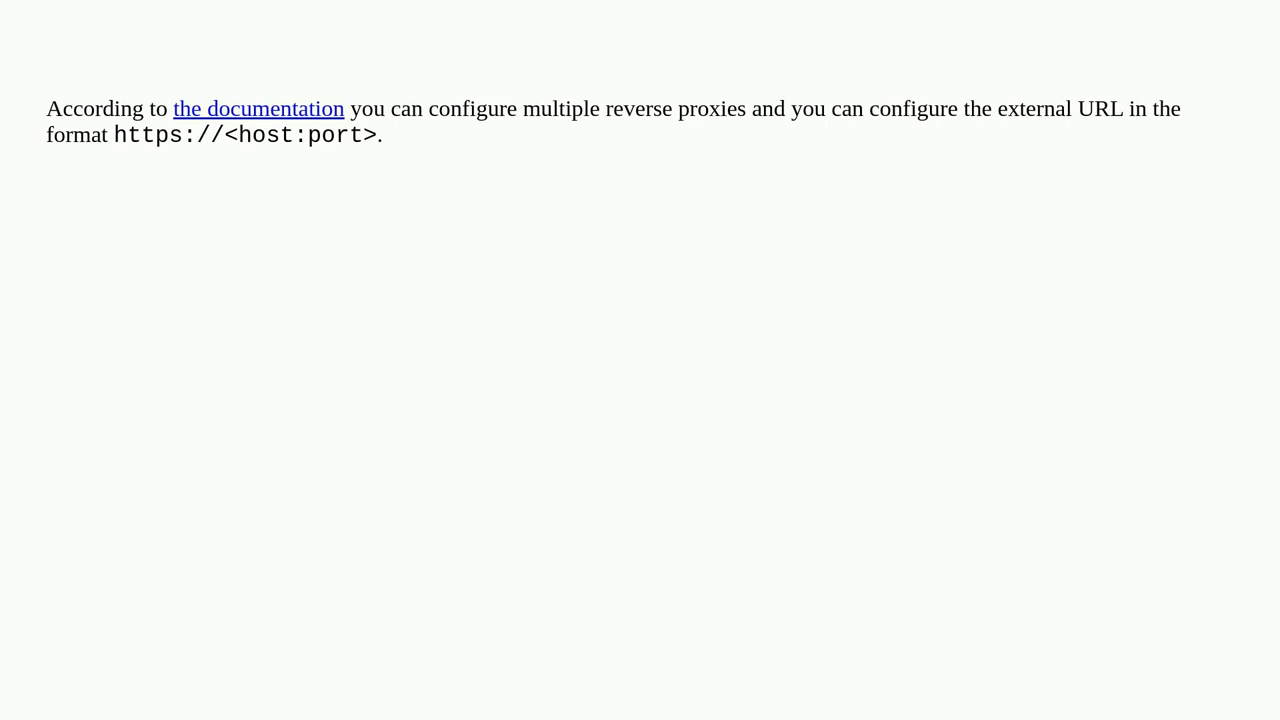 According to the documentation you can configure multiple reverse proxies and you can configure the external URL in the
format https://<host:port>.